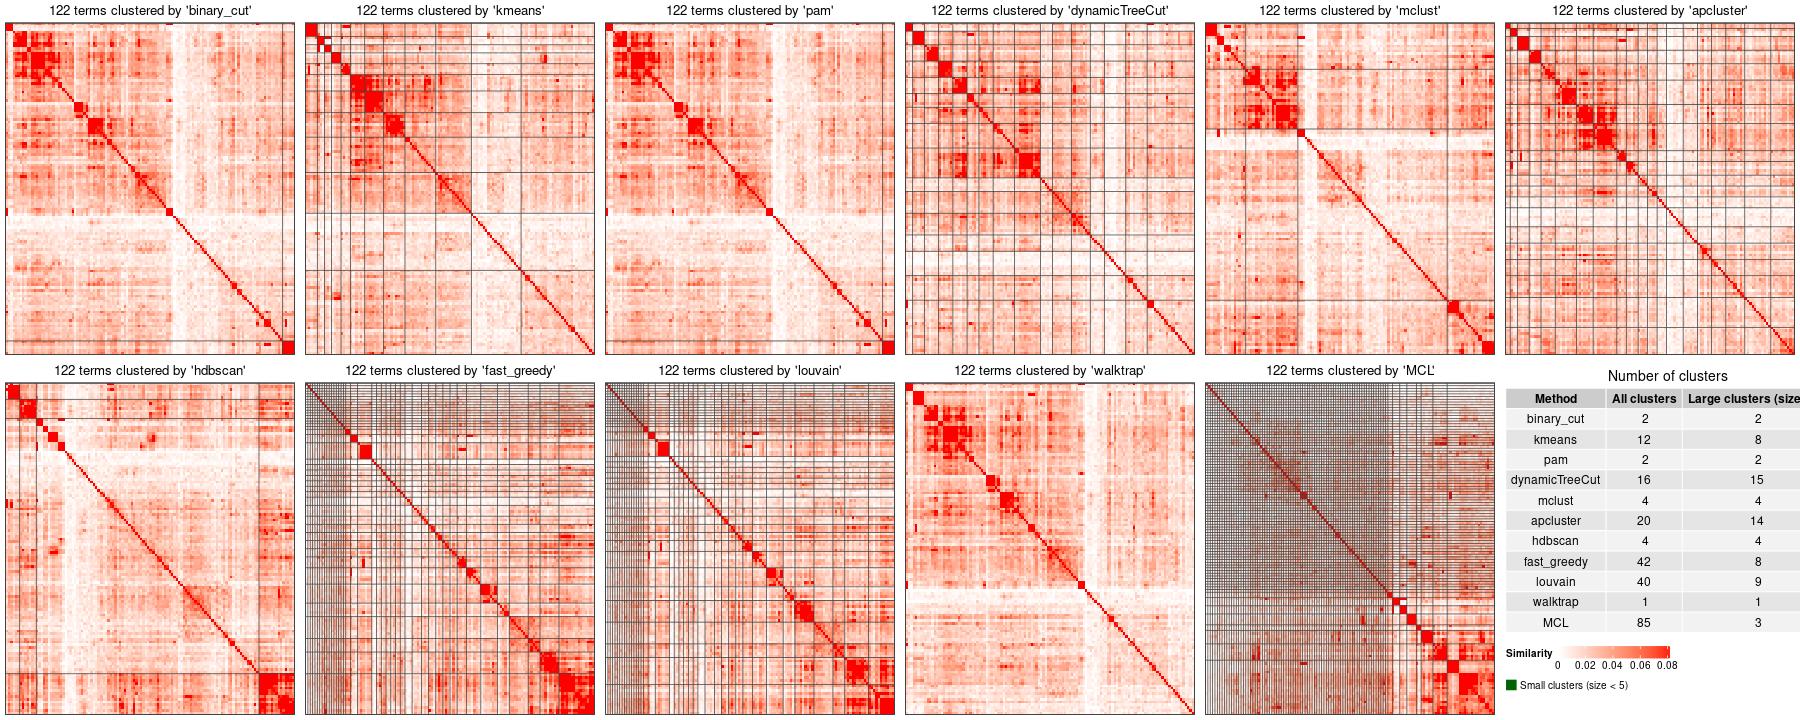 122 terms clustered by 'binary_cut'
122 terms clustered by 'kmeans'
122 terms clustered by 'pam'
122 terms clustered by 'dynamicTreeCut'
122 terms clustered by 'mclust'
122 terms clustered by 'apcluster'
122 terms clustered by 'hdbscan'
122 terms clustered by 'fast_greedy'
122 terms clustered by 'louvain'
122 terms clustered by 'walktrap'
122 terms clustered by 'MCL'
Number of clusters
Method All clusters Large clusters (size
binary_cut 2 2
kmeans 12 8
pam 2 2
dynamicTreeCut 16 15
mclust 4 4
apcluster 20 14
hdbscan 4 4
fast_greedy 42 8
louvain 40 9
walktrap 1 1
MCL 85 3
Similarity
0 0.02 0.04 0.06 0.08
Small clusters (size < 5)